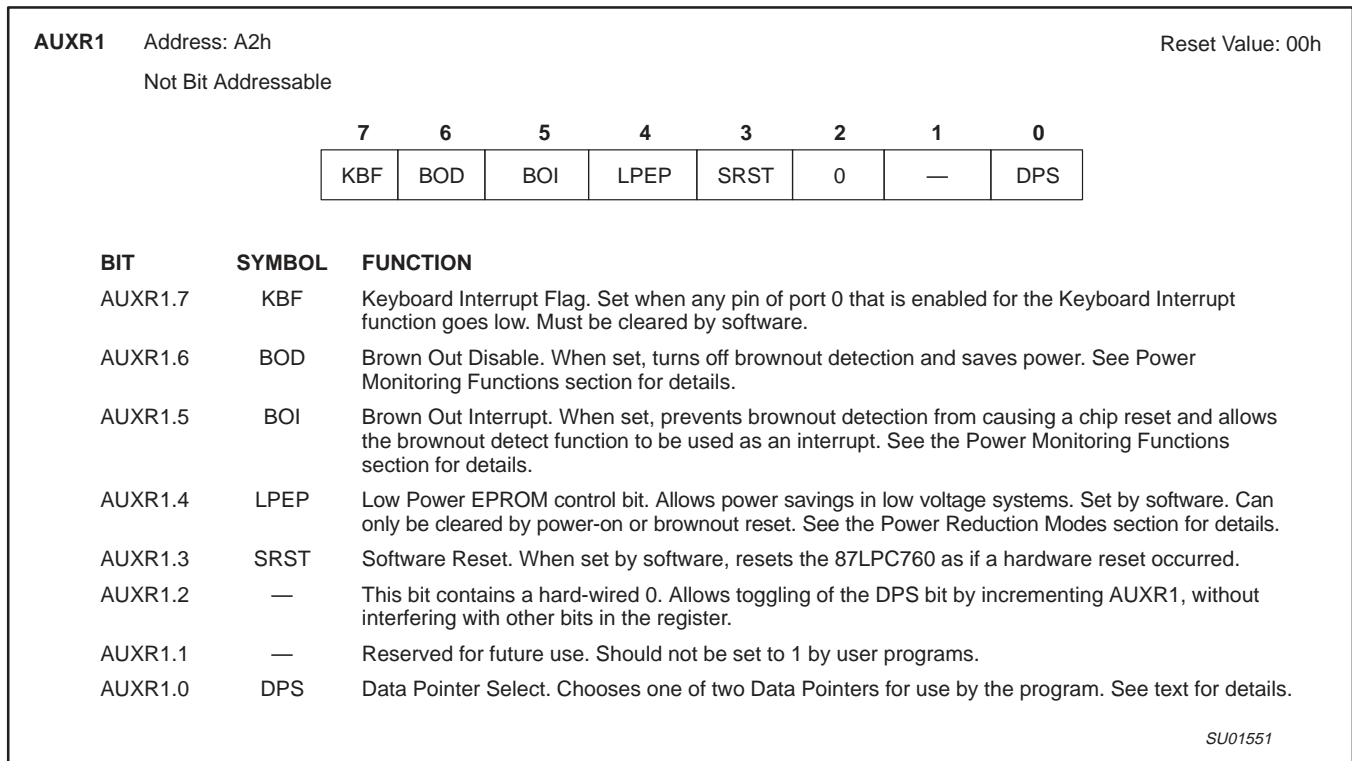 AUXR1 Address: A2h Reset Value: 00h
Not Bit Addressable
7 6 5 4 3 2 1 0
KBF BOD BOI LPEP SRST 0 — DPS
BIT SYMBOL FUNCTION
AUXR1.7 KBF Keyboard Interrupt Flag. Set when any pin of port 0 that is enabled for the Keyboard Interrupt
function goes low. Must be cleared by software.
AUXR1.6 BOD Brown Out Disable. When set, turns off brownout detection and saves power. See Power
Monitoring Functions section for details.
AUXR1.5 BOI Brown Out Interrupt. When set, prevents brownout detection from causing a chip reset and allows
the brownout detect function to be used as an interrupt. See the Power Monitoring Functions
section for details.
AUXR1.4 LPEP Low Power EPROM control bit. Allows power savings in low voltage systems. Set by software. Can
only be cleared by power-on or brownout reset. See the Power Reduction Modes section for details.
AUXR1.3 SRST Software Reset. When set by software, resets the 87LPC760 as if a hardware reset occurred.
AUXR1.2 — This bit contains a hard-wired 0. Allows toggling of the DPS bit by incrementing AUXR1, without
interfering with other bits in the register.
AUXR1.1 — Reserved for future use. Should not be set to 1 by user programs.
AUXR1.0 DPS Data Pointer Select. Chooses one of two Data Pointers for use by the program. See text for details.
SU01551